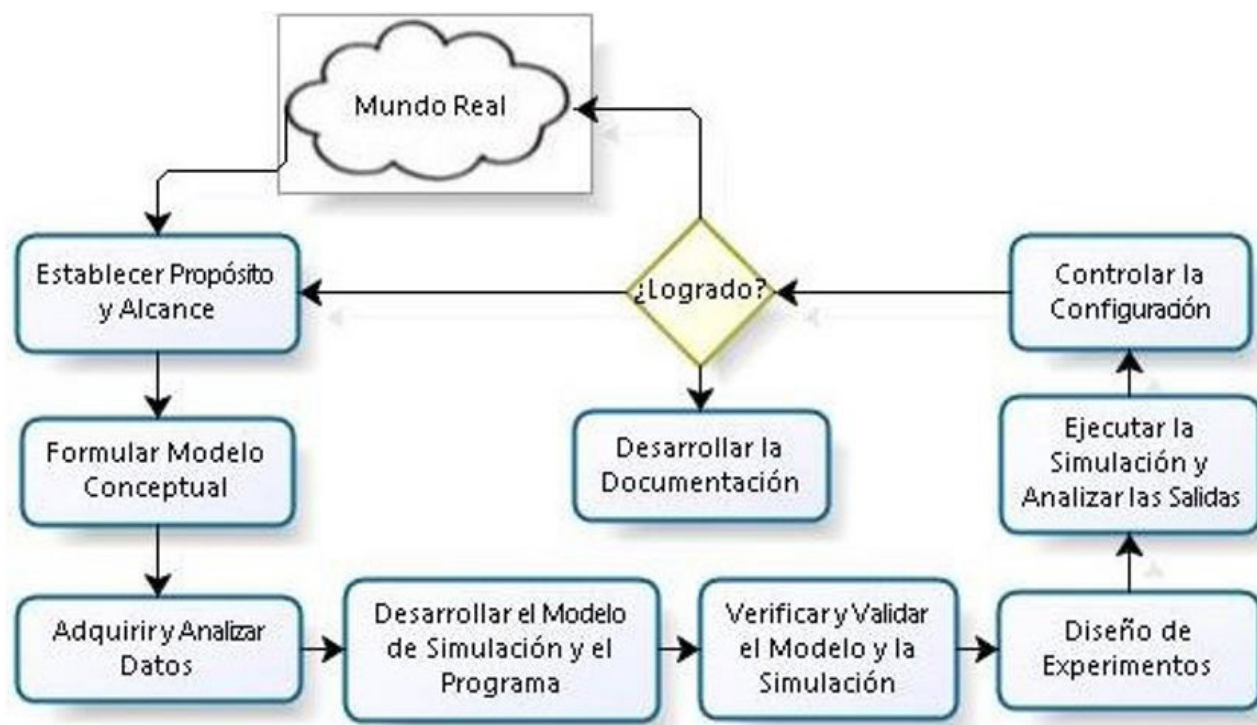 Mundo Real
Establecer Propósito
y Alcance
¿Logrado?
Controlar la
Configuración
Formular Modelo
Conceptual
Desarrollar la
Documentación
Ejecutar la
Simulación y
Analizar las Salidas
Adquirir y Analizar
Datos
Desarrollar el Modelo
de Simulación y el
Programa
Verificar y Validar
el Modelo y la
Simulación
Diseño de
Experimentos